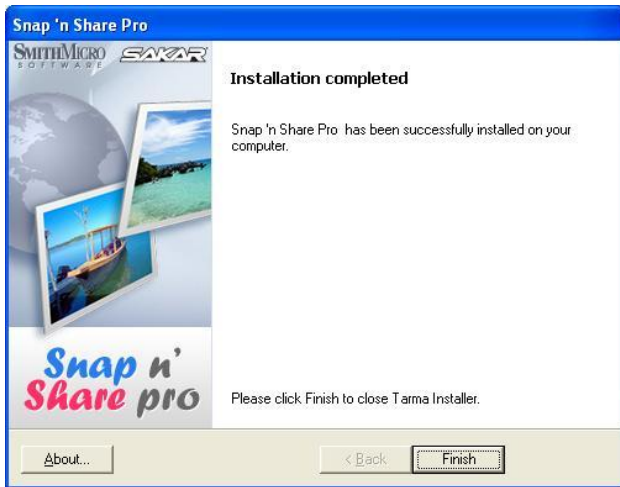 Snap 'n Share Pro
SMITHMICRO SAKAR
SOFTWARE
Installation completed
Snap 'n Share Pro has been successfully installed on your
computer.
Snap n'
Share pro
Please click Finish to close Tarma Installer.
About... < Back Finish